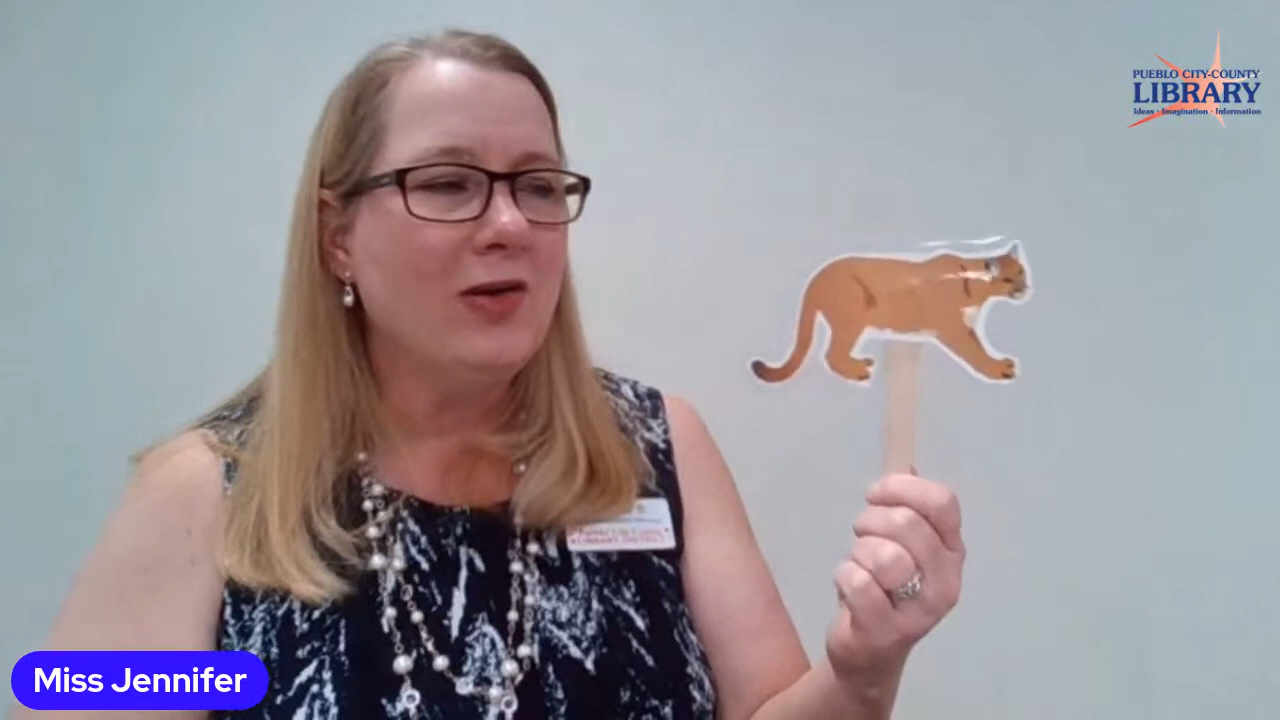 PUEBLO CITY-COUNTY
LIBRARY
Ideas · Imagination · Information
Miss Jennifer